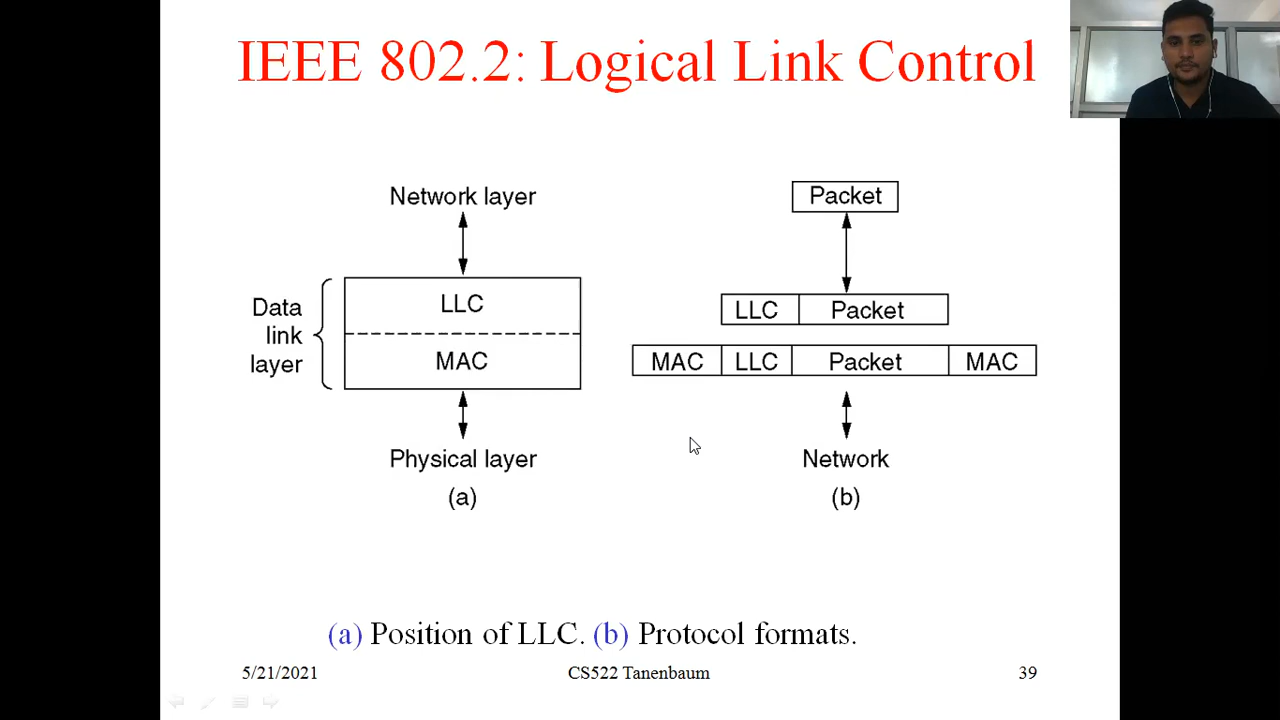 IEEE 802.2: Logical Link Control
Network layer
Data
link
layer
LLC
MAC
Physical layer
(a)
Packet
LLC Packet
MAC LLC Packet MAC
Network
(b)
(a) Position of LLC. (b) Protocol formats.
5/21/2021 CS522 Tanenbaum 39